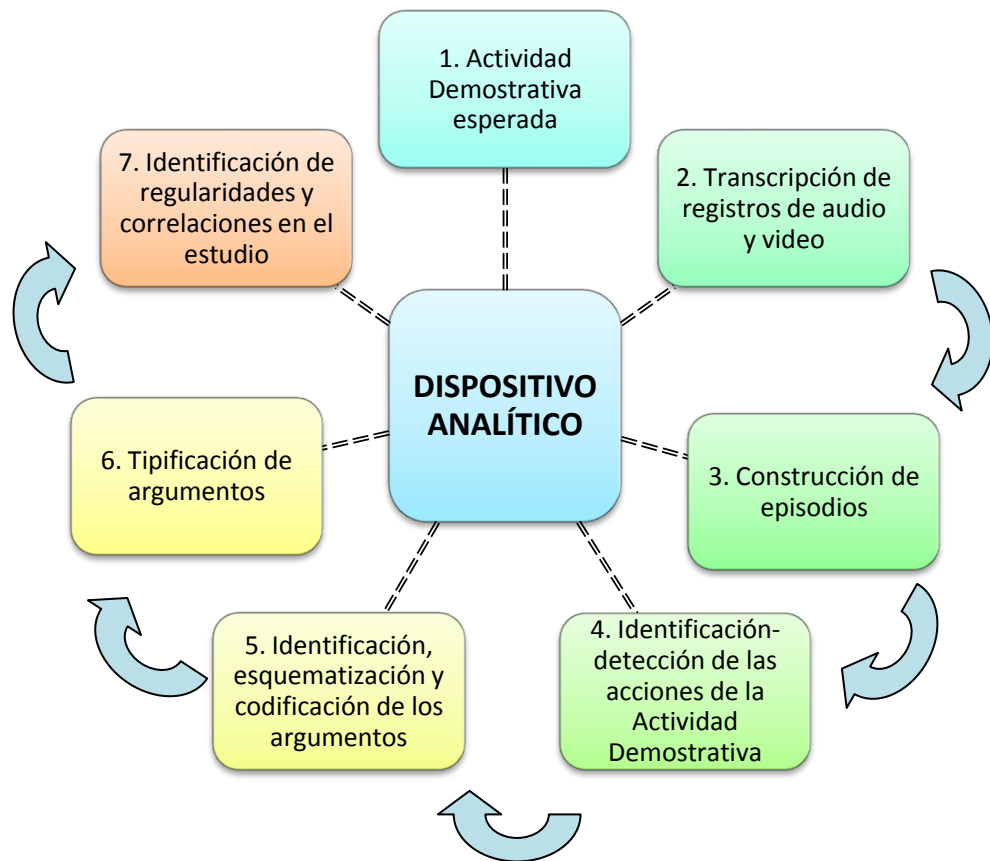 1. Actividad
Demostrativa
esperada
2. Transcripción de
registros de audio
y video
3. Construcción de
episodios
4. Identificación-
detección de las
acciones de la
Actividad
Demostrativa
5. Identificación,
esquematización y
codificación de los
argumentos
6. Tipificación de
argumentos
7. Identificación de
regularidades y
correlaciones en el
estudio
DISPOSITIVO
ANALÍTICO